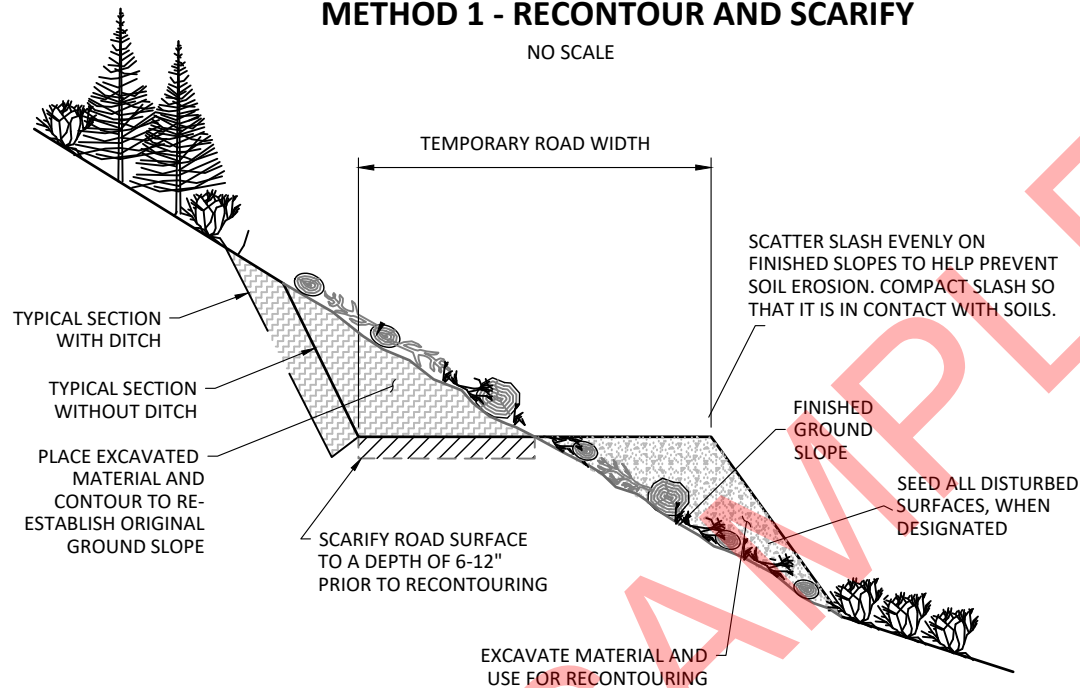 METHOD 1 - RECONTOUR AND SCARIFY
NO SCALE
TEMPORARY ROAD WIDTH
SCATTER SLASH EVENLY ON
FINISHED SLOPES TO HELP PREVENT
SOIL EROSION. COMPACT SLASH SO
THAT IT IS IN CONTACT WITH SOILS.
TYPICAL SECTION
WITH DITCH
TYPICAL SECTION
WITHOUT DITCH
PLACE EXCAVATED
MATERIAL AND
CONTOUR TO RE-
ESTABLISH ORIGINAL
GROUND SLOPE
SCARIFY ROAD SURFACE
TO A DEPTH OF 6-12"
PRIOR TO RECONTOURING
FINISHED
GROUND
SLOPE
SEED ALL DISTURBED
SURFACES, WHEN
DESIGNATED
EXCAVATE MATERIAL AND
USE FOR RECONTOURING
SAMPLE